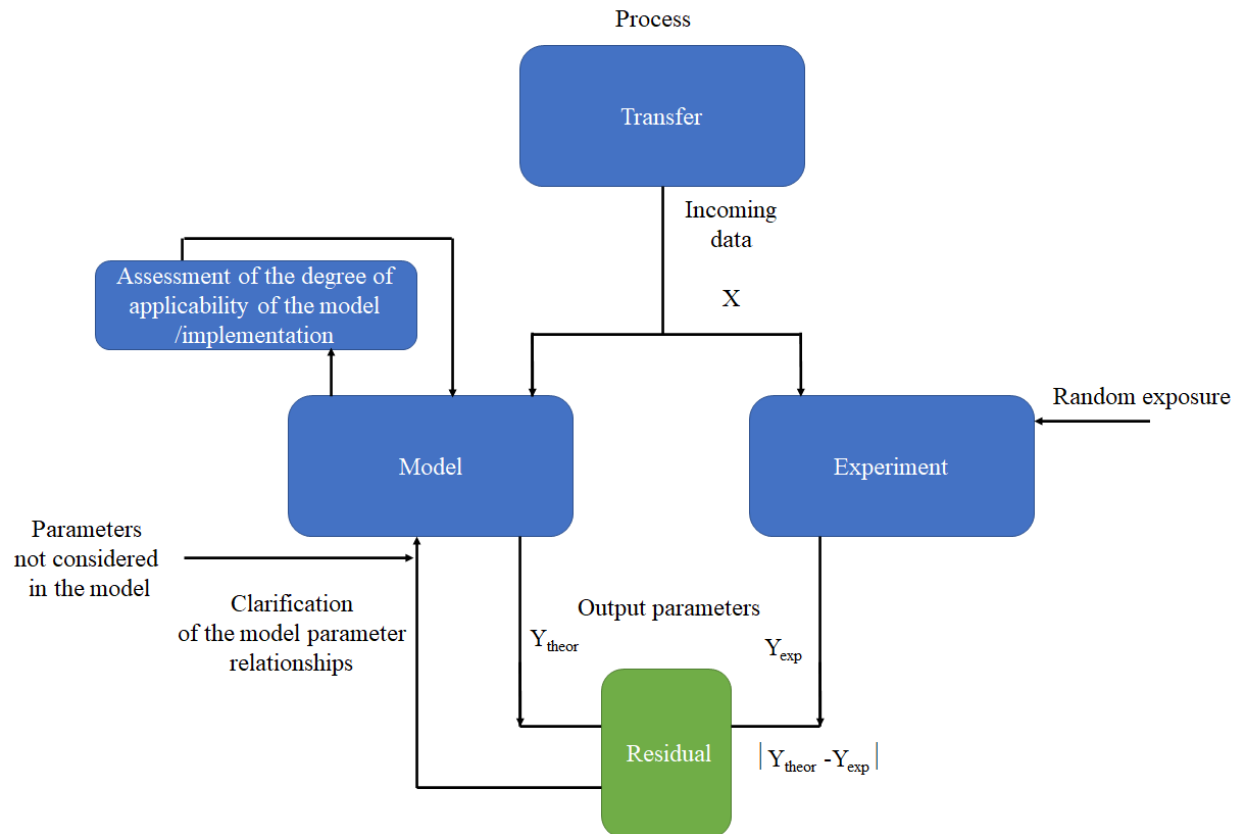 Process
Transfer
Incoming
data
X
Assessment of the degree of
applicability of the model
/implementation
Random exposure
Model
Experiment
Parameters
not considered
in the model
Clarification
of the model parameter
relationships
Output parameters
Y_theor
Y_exp
Residual
|Y_theor -Y_exp|